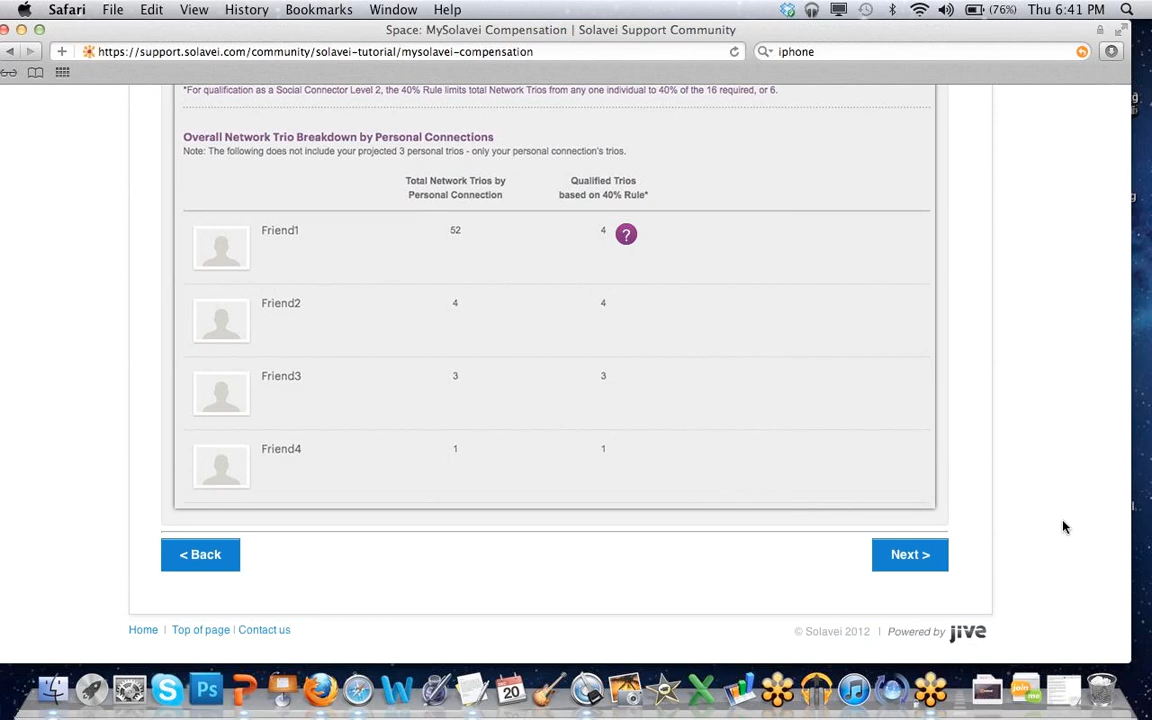 Safari File Edit View History Bookmarks Window Help (76%) Thu 6:41 PM
Space: MySolavei Compensation | Solavei Support Community
https://support.solavei.com/community/solavei-tutorial/mysolavei-compensation iphone
*For qualification as a Social Connector Level 2, the 40% Rule limits total Network Trios from any one individual to 40% of the 16 required, or 6.
Overall Network Trio Breakdown by Personal Connections
Note: The following does not include your projected 3 personal trios - only your personal connection's trios.
Total Network Trios by Qualified Trios
Personal Connection based on 40% Rule*
Friend1 52 4 ?
Friend2 4 4
Friend3 3 3
Friend4 1 1
< Back Next >
Home | Top of page | Contact us © Solavei 2012 | Powered by jive
20
join.me